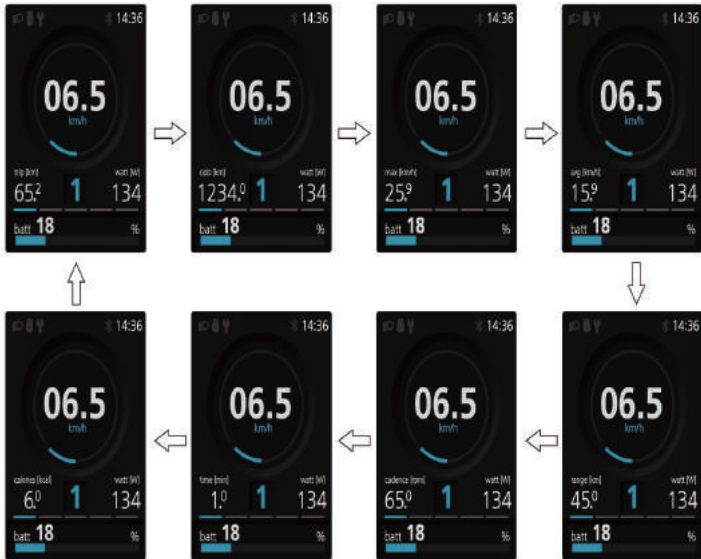 14:36
06.5
km/h
trip [km] watt [W]
65.2 1 134
batt 18 %
14:36
06.5
km/h
odo [km] watt [W]
1234.0 1 134
batt 18 %
14:36
06.5
km/h
max [km/h] watt [W]
25.9 1 134
batt 18 %
14:36
06.5
km/h
avg [km/h] watt [W]
15.9 1 134
batt 18 %
14:36
06.5
km/h
calories [kcal] watt [W]
6.0 1 134
batt 18 %
14:36
06.5
km/h
time [min] watt [W]
1.0 1 134
batt 18 %
14:36
06.5
km/h
cadence [rpm] watt [W]
65.0 1 134
batt 18 %
14:36
06.5
km/h
range [km] watt [W]
45.0 1 134
batt 18 %